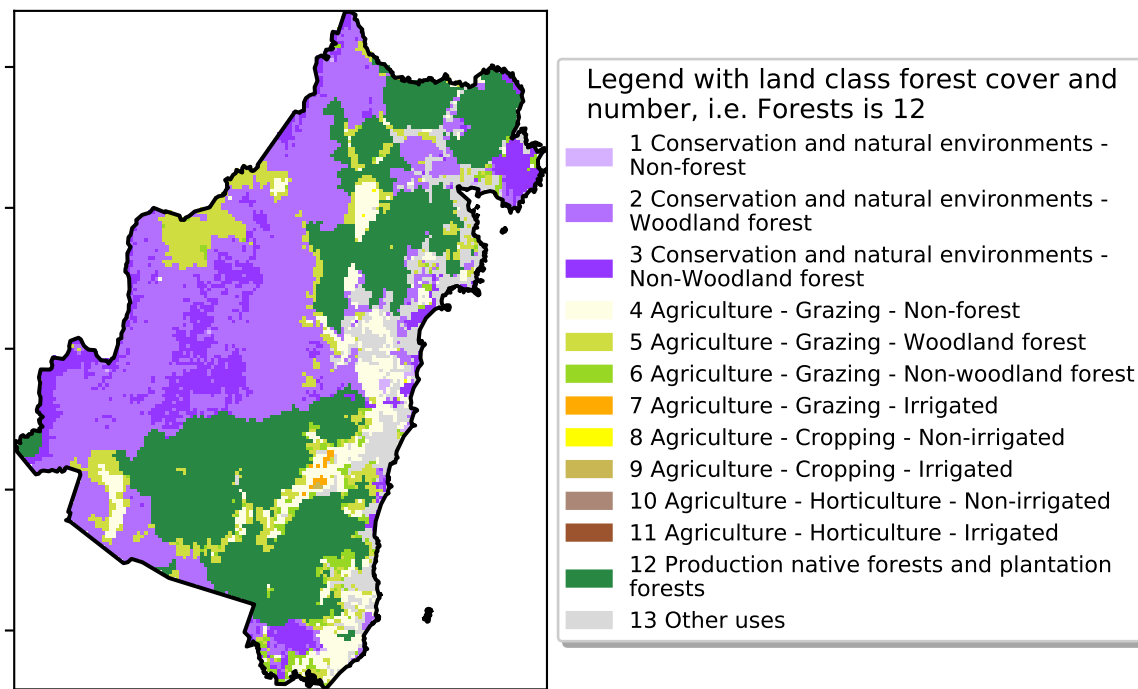 Legend with land class forest cover and
number, i.e. Forests is 12
1 Conservation and natural environments -
Non-forest
2 Conservation and natural environments -
Woodland forest
3 Conservation and natural environments -
Non-Woodland forest
4 Agriculture - Grazing - Non-forest
5 Agriculture - Grazing - Woodland forest
6 Agriculture - Grazing - Non-woodland forest
7 Agriculture - Grazing - Irrigated
8 Agriculture - Cropping - Non-irrigated
9 Agriculture - Cropping - Irrigated
10 Agriculture - Horticulture - Non-irrigated
11 Agriculture - Horticulture - Irrigated
12 Production native forests and plantation
forests
13 Other uses